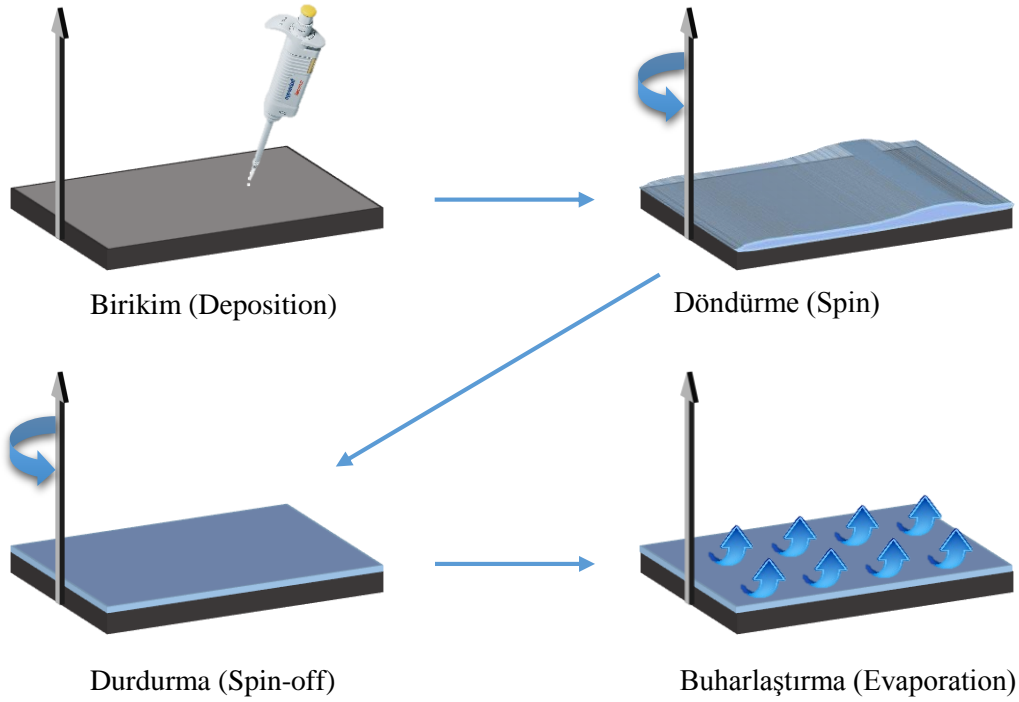 Birikim (Deposition)
Döndürme (Spin)
Durdurma (Spin-off)
Buharlaştırma (Evaporation)